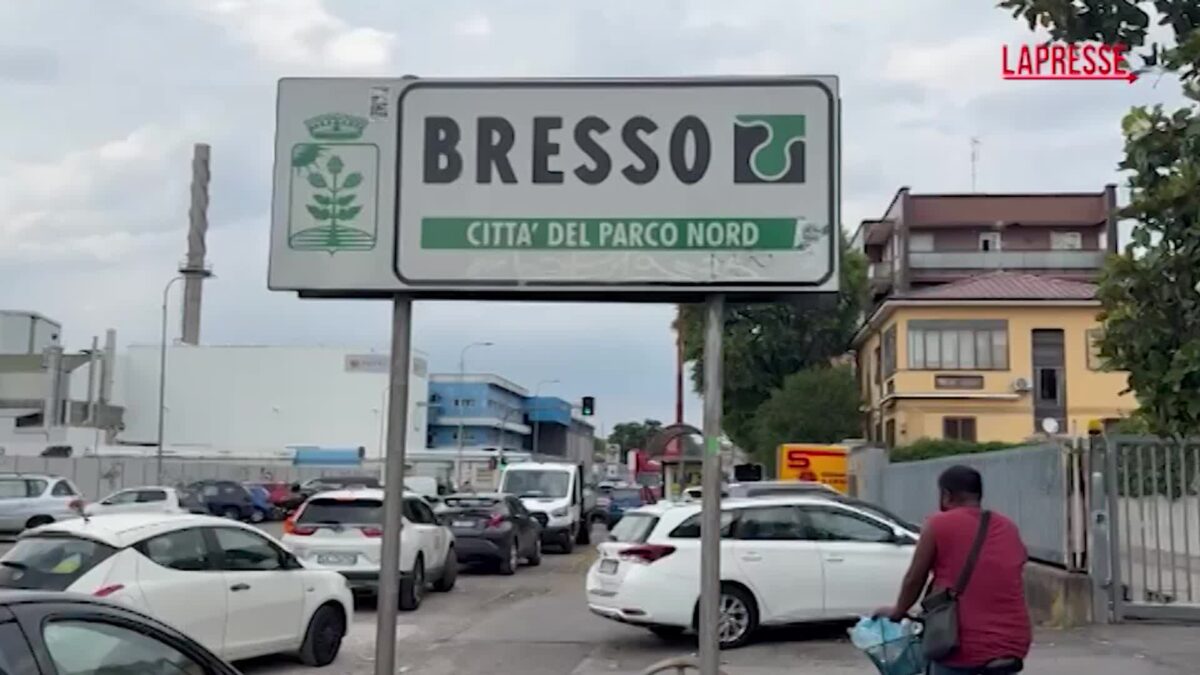 LAPRESSE
BRESSO
CITTA' DEL PARCO NORD